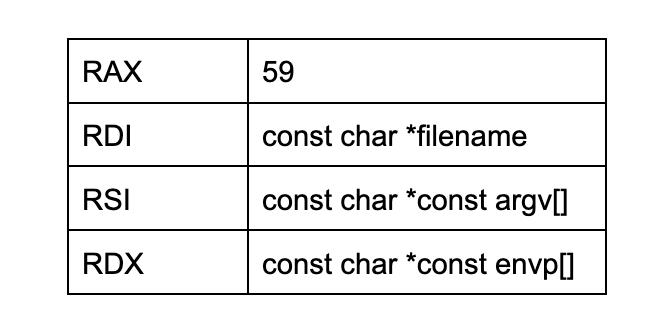 RAX 59
RDI const char *filename
RSI const char *const argv[]
RDX const char *const envp[]